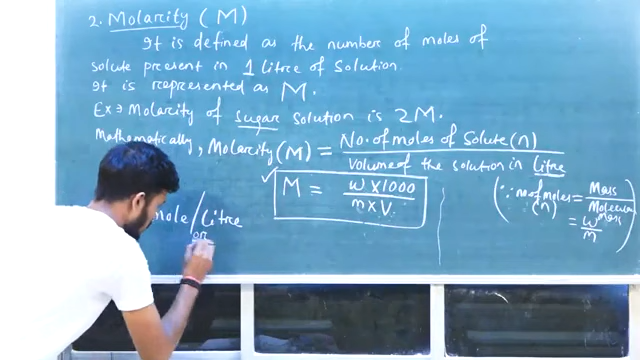 2. Molarcity (M)
It is defined as the number of moles of
solute present in 1 Litre of Solution.
It is represented as M.
Ex → Molarity of sugar solution is 2M.
Mathematically, Molarcity (M) = No. of moles of Solute (n) / Volume of the solution in Litre
M = w × 1000 / m × V
(∵ no of moles (n) = Mass / Molecular mass
= w / m)
mole / Litre
or